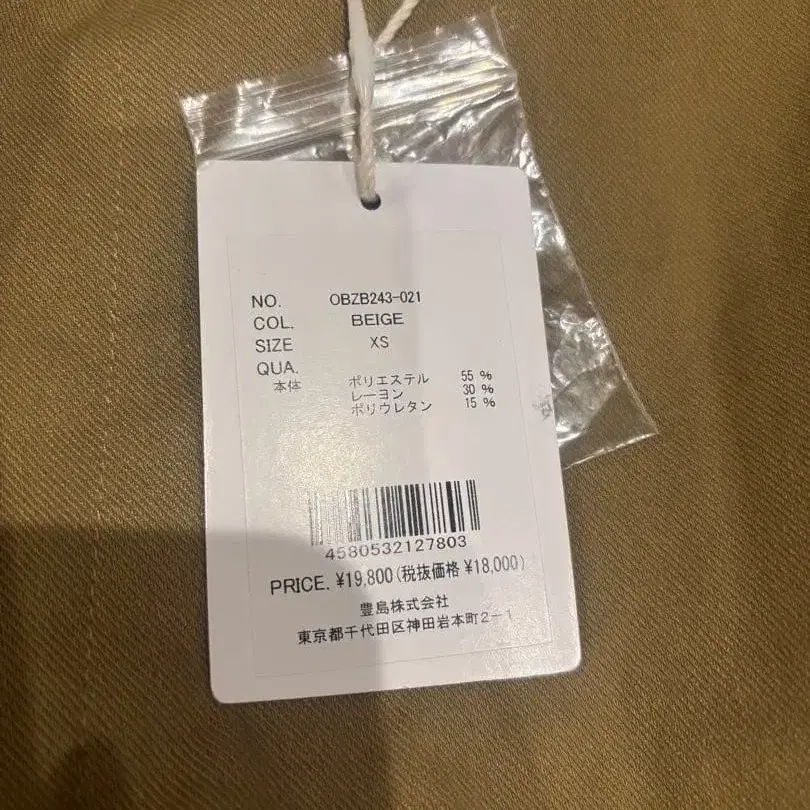 NO. OBZB243-021
COL. BEIGE
SIZE XS
QUA.
本体 ポリエステル 55 %
レーヨン 30 %
ポリウレタン 15 %
4580532127803
PRICE. ¥19,800(税抜価格 ¥18,000)
豊島株式会社
東京都千代田区神田岩本町2-1